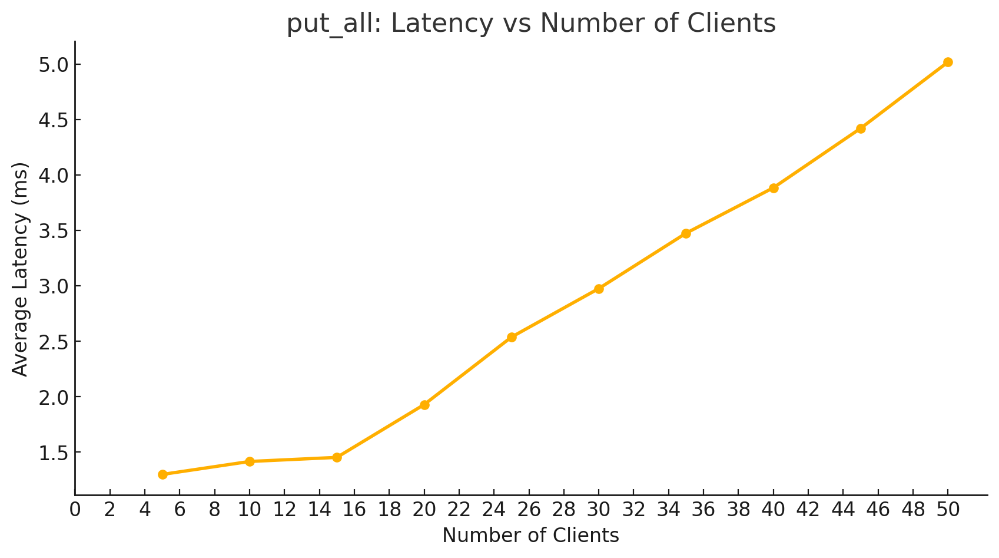 put_all: Latency vs Number of Clients
Average Latency (ms)
5.0
4.5
4.0
3.5
3.0
2.5
2.0
1.5
0 2 4 6 8 10 12 14 16 18 20 22 24 26 28 30 32 34 36 38 40 42 44 46 48 50
Number of Clients